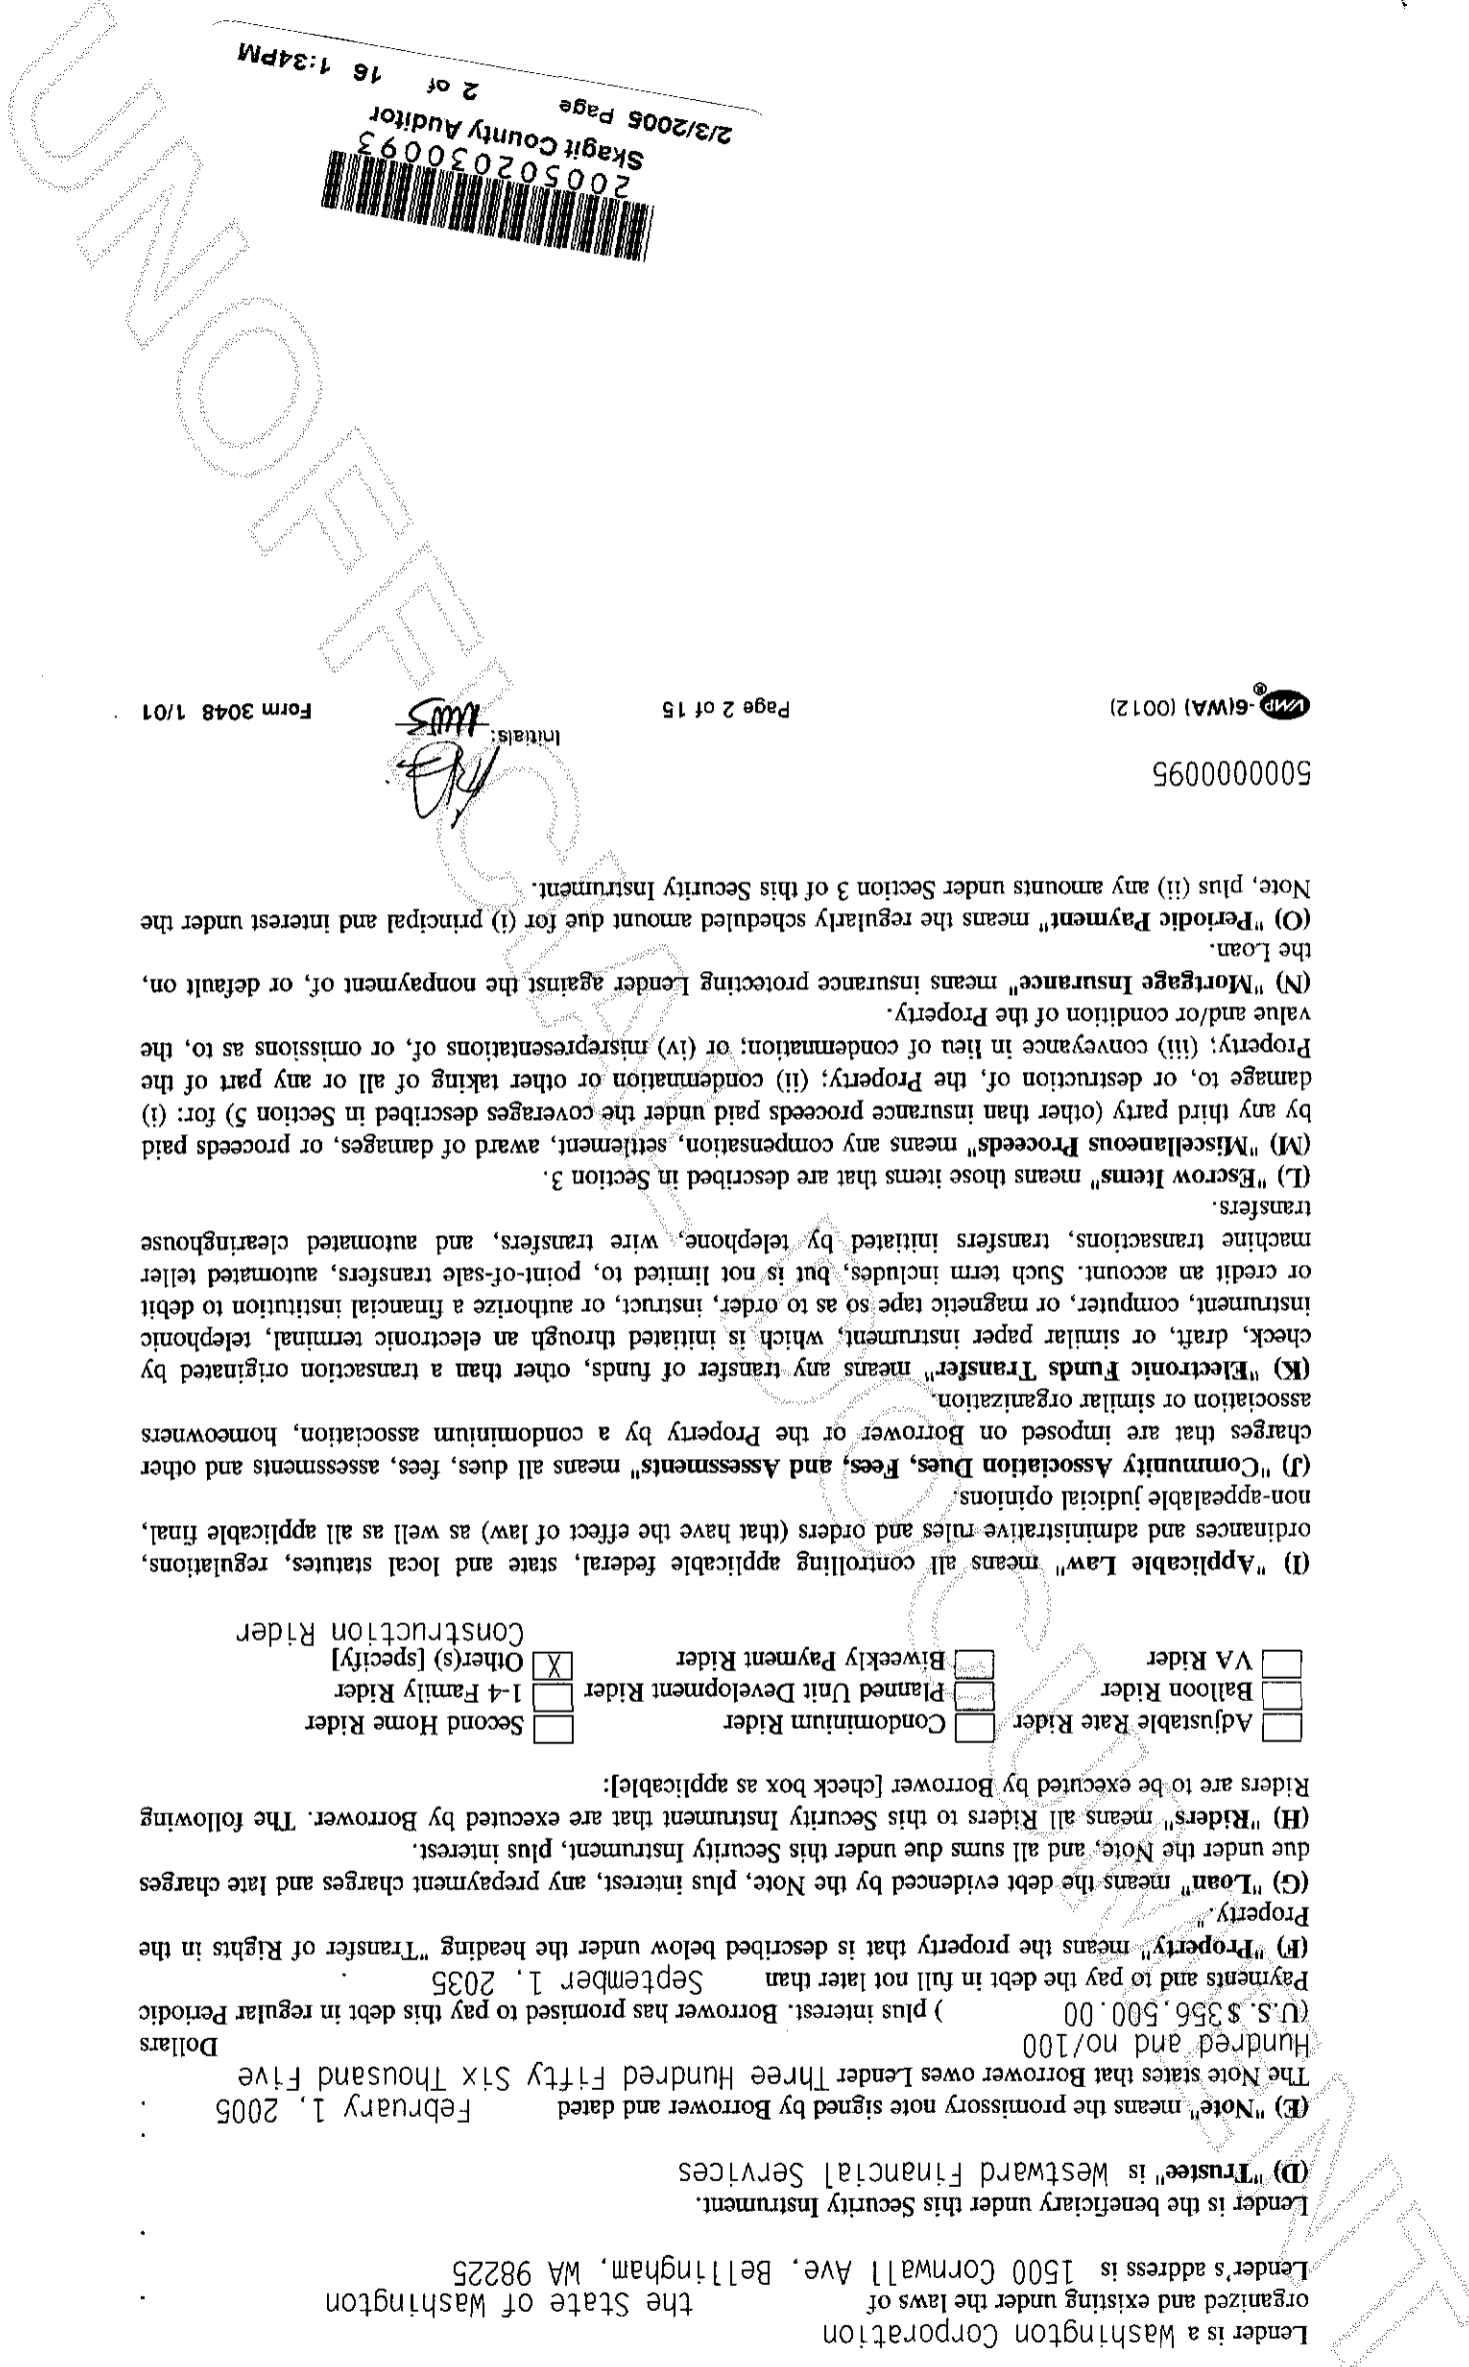 Lender is a Washington Corporation
organized and existing under the laws of the State of Washington .
Lender's address is 1500 Cornwall Ave. Bellingham, WA 98225
.
Lender is the beneficiary under this Security Instrument.
(D) "Trustee" is Westward Financial Services
.
(E) "Note" means the promissory note signed by Borrower and dated February 1, 2005 .
The Note states that Borrower owes Lender Three Hundred Fifty Six Thousand Five
Hundred and no/100 Dollars
(U.S. $356,500.00 ) plus interest. Borrower has promised to pay this debt in regular Periodic
Payments and to pay the debt in full not later than September 1, 2035 .
(F) "Property" means the property that is described below under the heading "Transfer of Rights in the
Property."
(G) "Loan" means the debt evidenced by the Note, plus interest, any prepayment charges and late charges
due under the Note, and all sums due under this Security Instrument, plus interest.
(H) "Riders" means all Riders to this Security Instrument that are executed by Borrower. The following
Riders are to be executed by Borrower [check box as applicable]:
Adjustable Rate Rider Condominium Rider Second Home Rider
Balloon Rider Planned Unit Development Rider 1-4 Family Rider
VA Rider Biweekly Payment Rider X Other(s) [specify]
Construction Rider
(I) "Applicable Law" means all controlling applicable federal, state and local statutes, regulations,
ordinances and administrative rules and orders (that have the effect of law) as well as all applicable final,
non-appealable judicial opinions.
(J) "Community Association Dues, Fees, and Assessments" means all dues, fees, assessments and other
charges that are imposed on Borrower or the Property by a condominium association, homeowners
association or similar organization.
(K) "Electronic Funds Transfer" means any transfer of funds, other than a transaction originated by
check, draft, or similar paper instrument, which is initiated through an electronic terminal, telephonic
instrument, computer, or magnetic tape so as to order, instruct, or authorize a financial institution to debit
or credit an account. Such term includes, but is not limited to, point-of-sale transfers, automated teller
machine transactions, transfers initiated by telephone, wire transfers, and automated clearinghouse
transfers.
(L) "Escrow Items" means those items that are described in Section 3.
(M) "Miscellaneous Proceeds" means any compensation, settlement, award of damages, or proceeds paid
by any third party (other than insurance proceeds paid under the coverages described in Section 5) for: (i)
damage to, or destruction of, the Property; (ii) condemnation or other taking of all or any part of the
Property; (iii) conveyance in lieu of condemnation; or (iv) misrepresentations of, or omissions as to, the
value and/or condition of the Property.
(N) "Mortgage Insurance" means insurance protecting Lender against the nonpayment of, or default on,
the Loan.
(O) "Periodic Payment" means the regularly scheduled amount due for (i) principal and interest under the
Note, plus (ii) any amounts under Section 3 of this Security Instrument.
5000000095
Initials:
VMP®-6(WA) (0012) Page 2 of 15 Form 3048 1/01
200502030093
Skagit County Auditor
2/3/2005 Page 2 of 16 1:34PM
UNOFFICIAL DOCUMENT